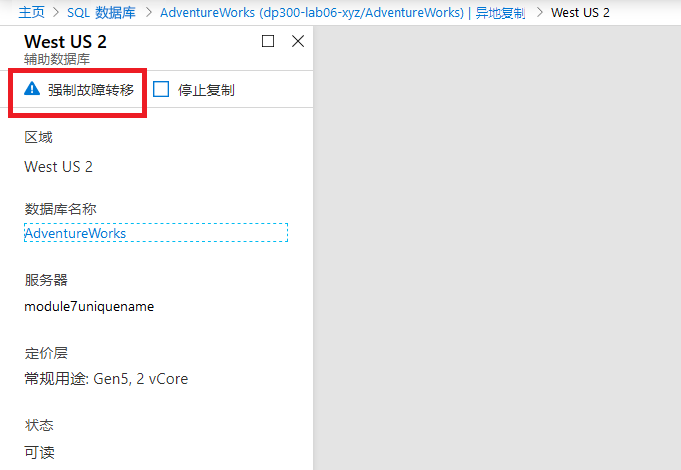 主页 > SQL 数据库 > AdventureWorks (dp300-lab06-xyz/AdventureWorks) | 异地复制 > West US 2
West US 2
辅助数据库
强制故障转移 停止复制
区域
West US 2
数据库名称
AdventureWorks
服务器
module7uniquename
定价层
常规用途: Gen5, 2 vCore
状态
可读